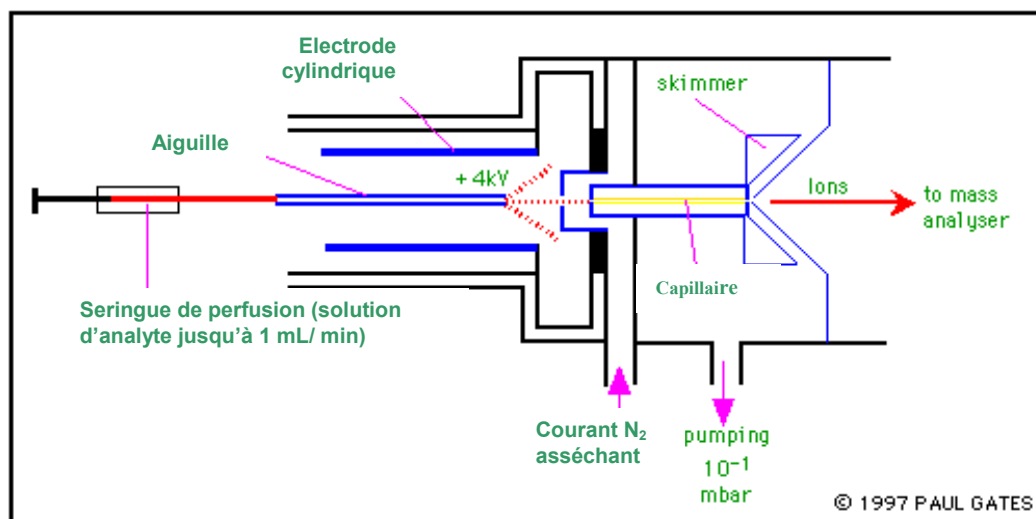 Electrode
cylindrique
skimmer
Aiguille
+ 4kV
Ions
to mass
analyser
Capillaire
Seringue de perfusion (solution
d'analyte jusqu'à 1 mL/ min)
Courant N₂
asséchant
pumping
10⁻¹
mbar
© 1997 PAUL GATES